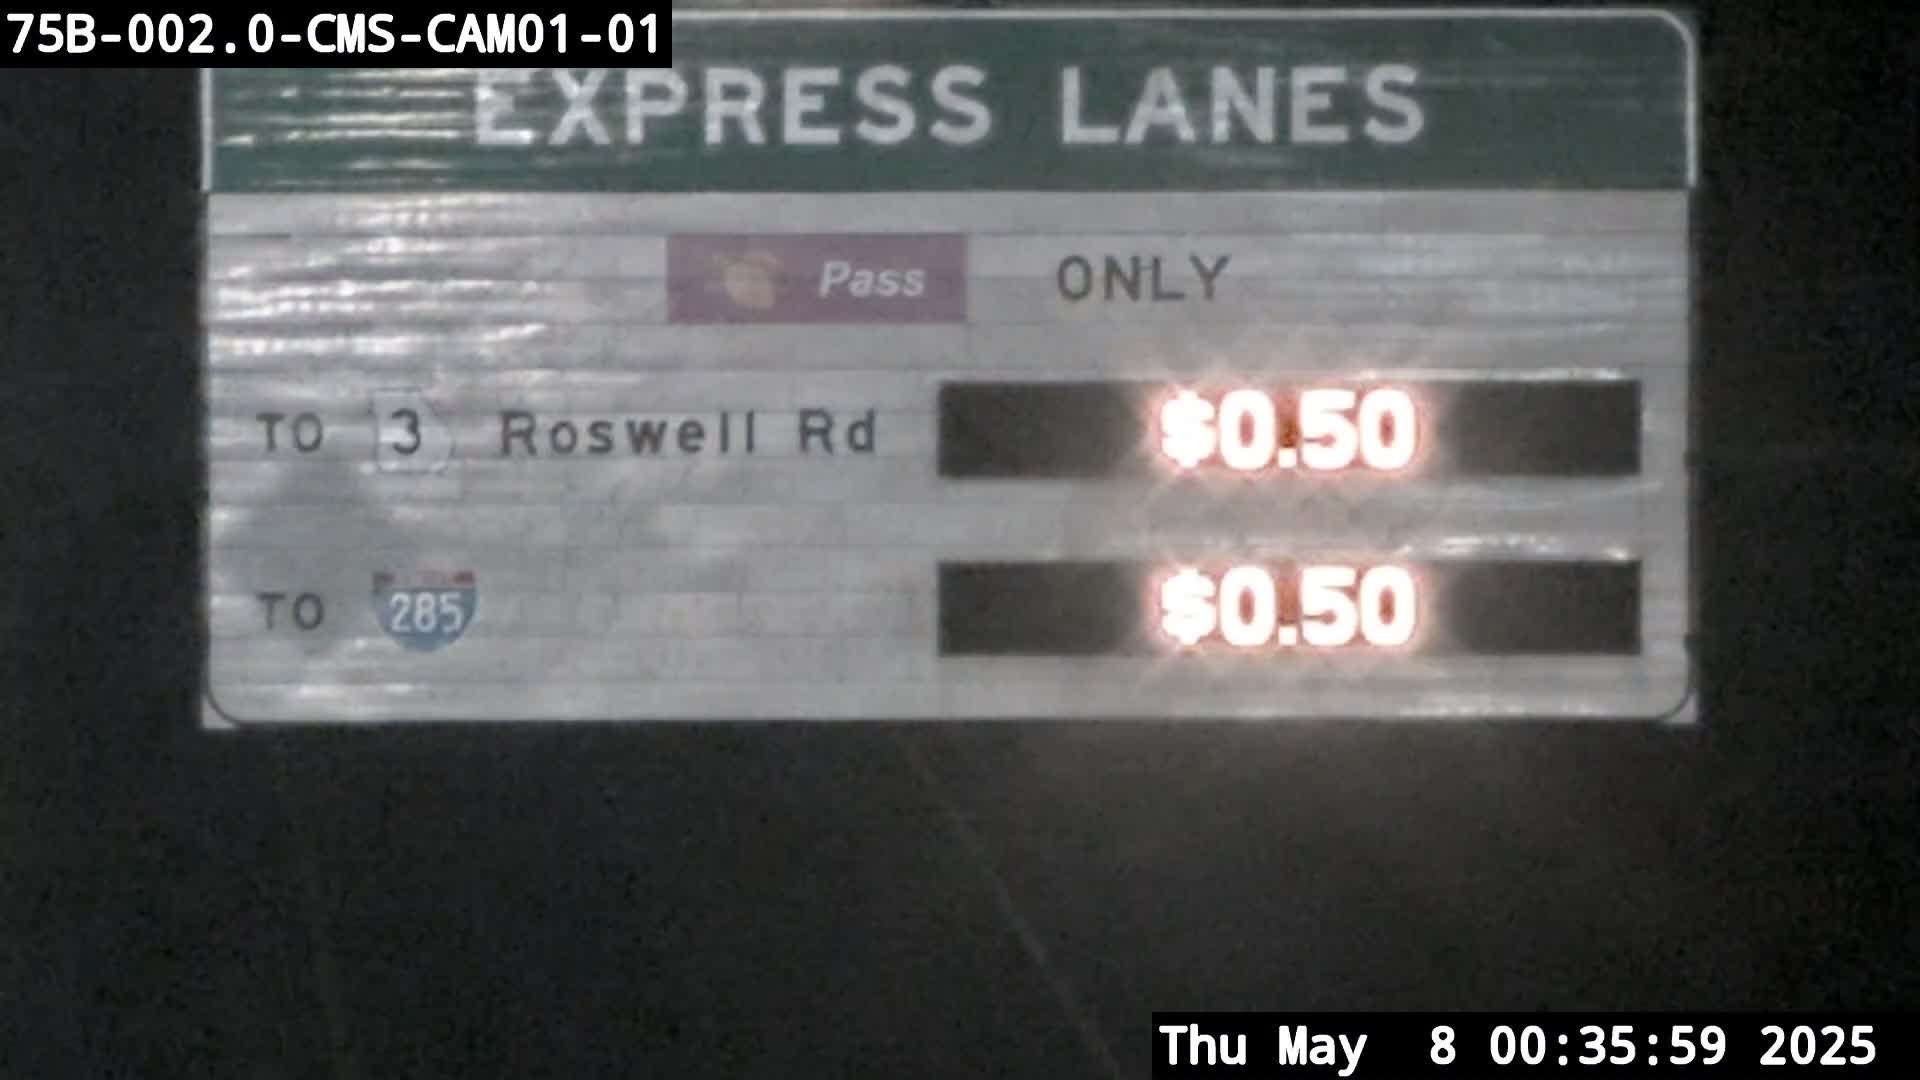 75B-002.0-CMS-CAM01-01
EXPRESS LANES
Pass ONLY
TO 3 Roswell Rd $0.50
TO 285 $0.50
Thu May 8 00:35:59 2025